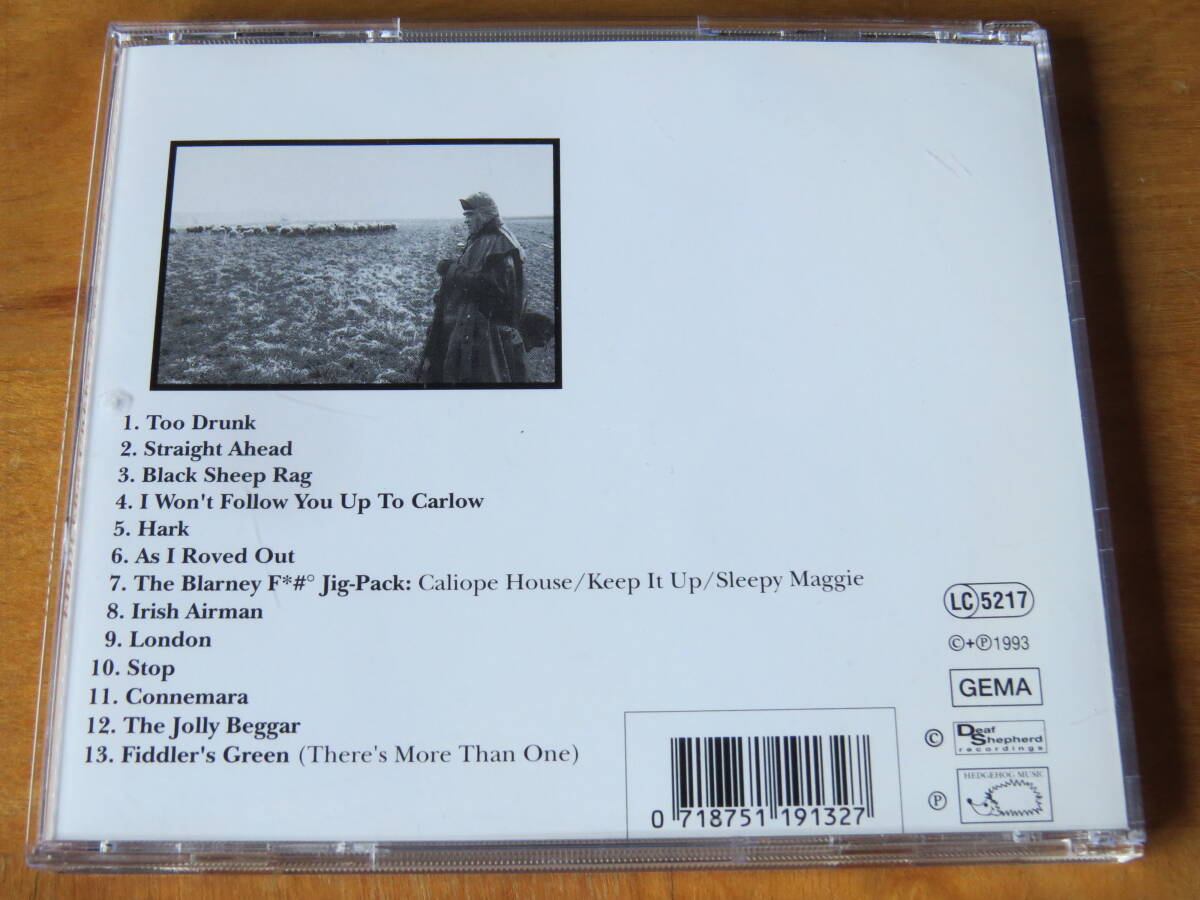 1. Too Drunk
2. Straight Ahead
3. Black Sheep Rag
4. I Won't Follow You Up To Carlow
5. Hark
6. As I Roved Out
7. The Blarney F*#° Jig-Pack: Caliope House/Keep It Up/Sleepy Maggie
8. Irish Airman
9. London
10. Stop
11. Connemara
12. The Jolly Beggar
13. Fiddler's Green (There's More Than One)
LC 5217
©+℗1993
GEMA
© Deaf Shepherd recordings
℗ HEDGEHOG MUSIC
0 718751 191327